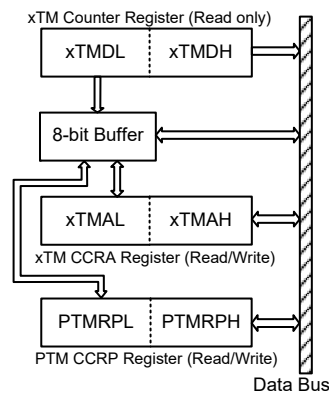 xTM Counter Register (Read only)
xTMDL xTMDH
8-bit Buffer
xTMAL xTMAH
xTM CCRA Register (Read/Write)
PTMRPL PTMRPH
PTM CCRP Register (Read/Write)
Data Bus